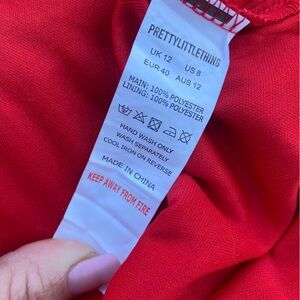 PRETTYLITTLETHING
UK 12 US 8
EUR 40 AUS 12
MAIN: 100% POLYESTER
LINING: 100% POLYESTER
HAND WASH ONLY
WASH SEPARATELY
COOL IRON ON REVERSE
MADE IN CHINA
KEEP AWAY FROM FIRE